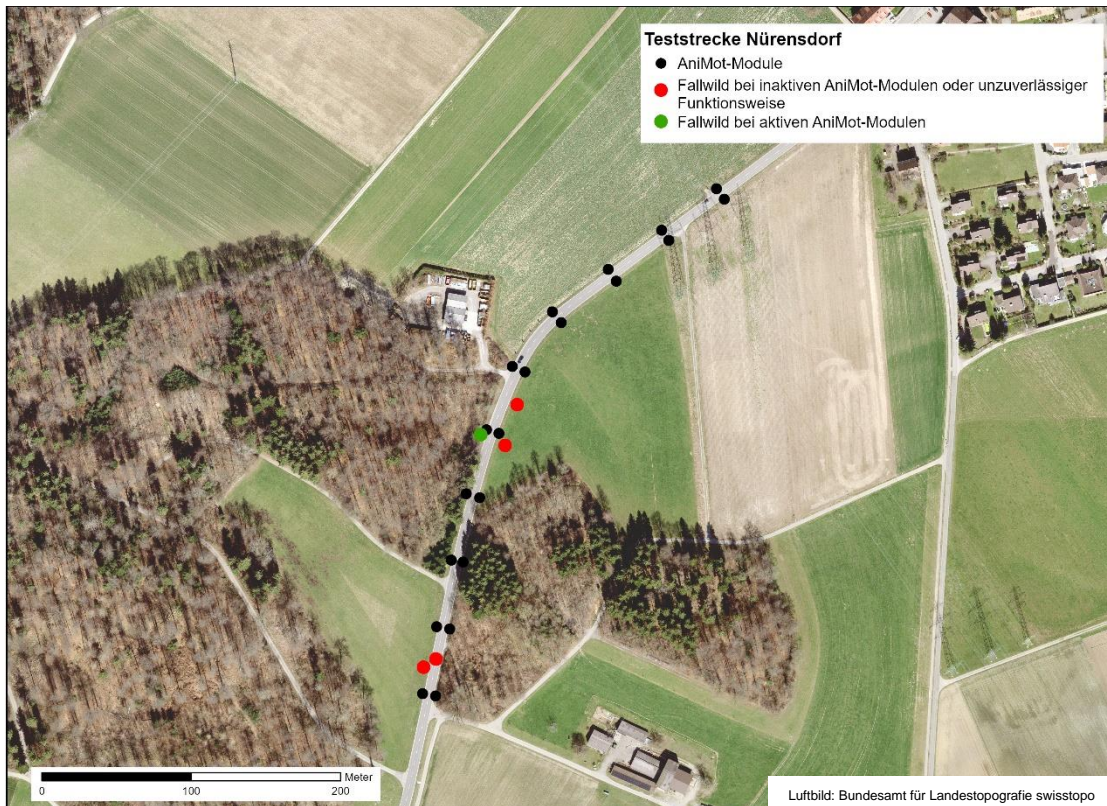 Teststrecke Nürensdorf
AniMot-Module
Fallwild bei inaktiven AniMot-Modulen oder unzuverlässiger
Funktionsweise
Fallwild bei aktiven AniMot-Modulen
Meter
0 100 200
Luftbild: Bundesamt für Landestopografie swisstopo